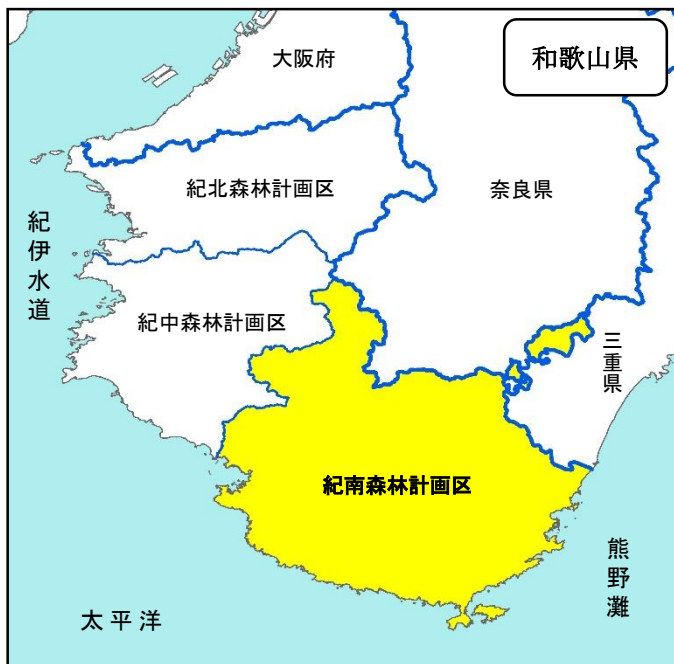 大阪府
和歌山県
紀北森林計画区
奈良県
紀伊水道
紀中森林計画区
三重県
紀南森林計画区
熊野灘
太平洋